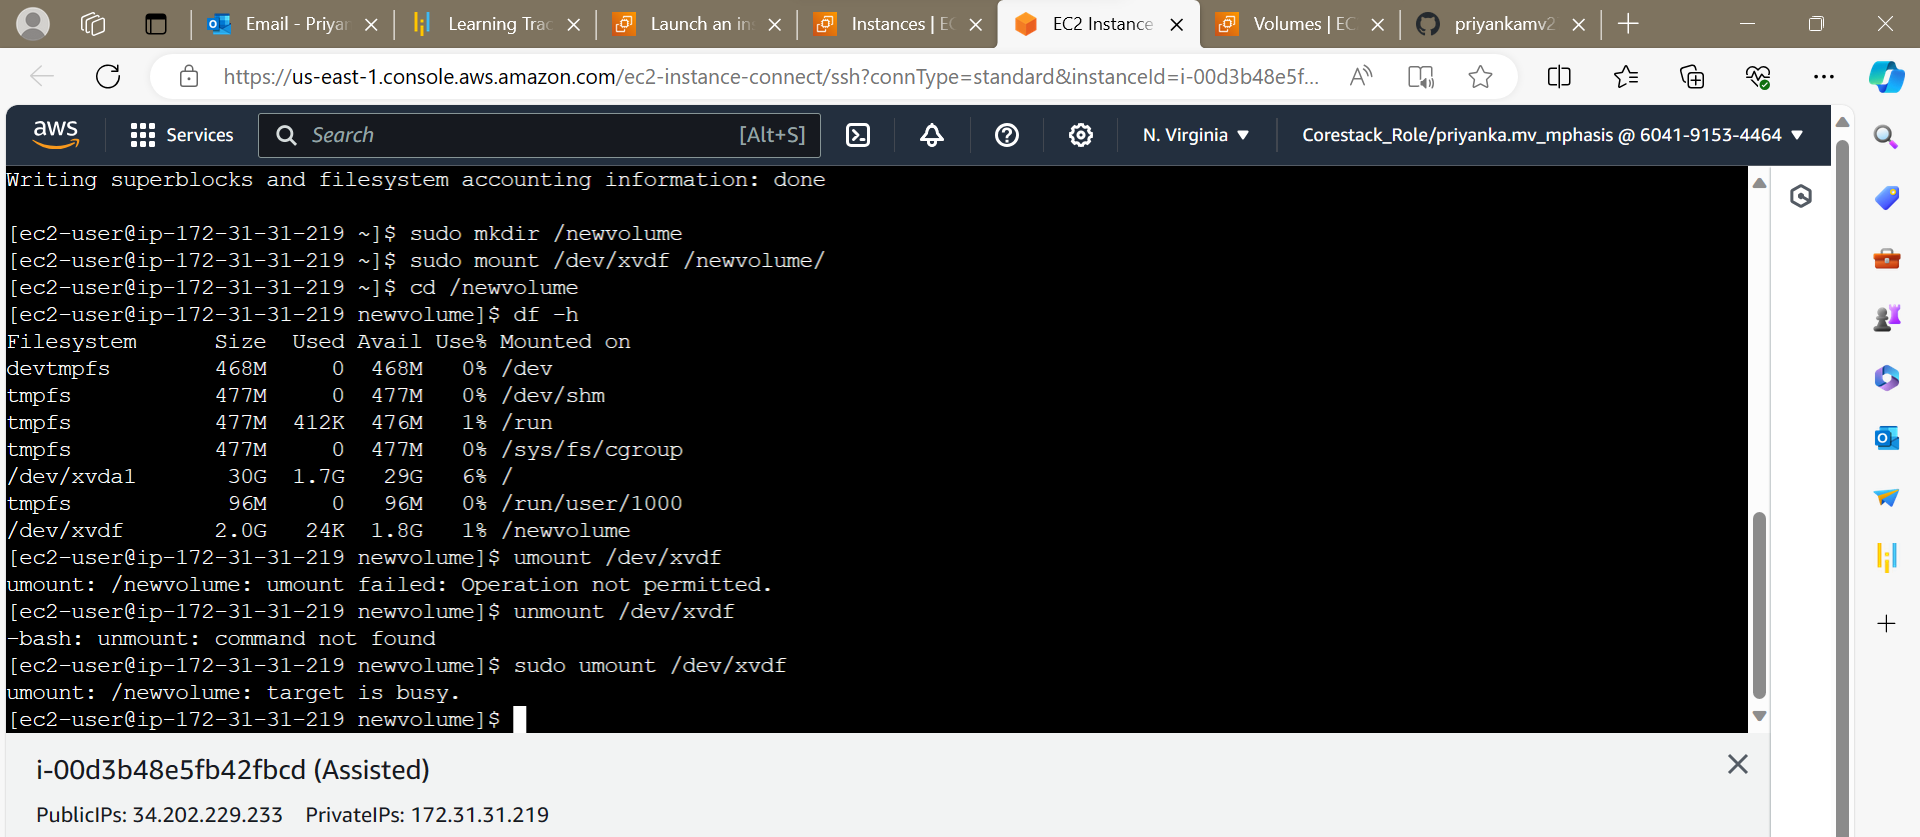 Email - Priyar
Learning Trac
Launch an in
Instances | EC
EC2 Instance
Volumes | EC
priyankamv2
https://us-east-1.console.aws.amazon.com/ec2-instance-connect/ssh?connType=standard&instanceId=i-00d3b48e5f...
aws
Services
Search
[Alt+S]
N. Virginia
Corestack_Role/priyanka.mv_mphasis @ 6041-9153-4464
Writing superblocks and filesystem accounting information: done
[ec2-user@ip-172-31-31-219 ~]$ sudo mkdir /newvolume
[ec2-user@ip-172-31-31-219 ~]$ sudo mount /dev/xvdf /newvolume/
[ec2-user@ip-172-31-31-219 ~]$ cd /newvolume
[ec2-user@ip-172-31-31-219 newvolume]$ df -h
Filesystem      Size  Used Avail Use% Mounted on
devtmpfs        468M     0  468M   0% /dev
tmpfs           477M     0  477M   0% /dev/shm
tmpfs           477M  412K  476M   1% /run
tmpfs           477M     0  477M   0% /sys/fs/cgroup
/dev/xvda1       30G  1.7G   29G   6% /
tmpfs            96M     0   96M   0% /run/user/1000
/dev/xvdf       2.0G   24K  1.8G   1% /newvolume
[ec2-user@ip-172-31-31-219 newvolume]$ umount /dev/xvdf
umount: /newvolume: umount failed: Operation not permitted.
[ec2-user@ip-172-31-31-219 newvolume]$ unmount /dev/xvdf
-bash: unmount: command not found
[ec2-user@ip-172-31-31-219 newvolume]$ sudo umount /dev/xvdf
umount: /newvolume: target is busy.
[ec2-user@ip-172-31-31-219 newvolume]$
i-00d3b48e5fb42fbcd (Assisted)
PublicIPs: 34.202.229.233 PrivateIPs: 172.31.31.219